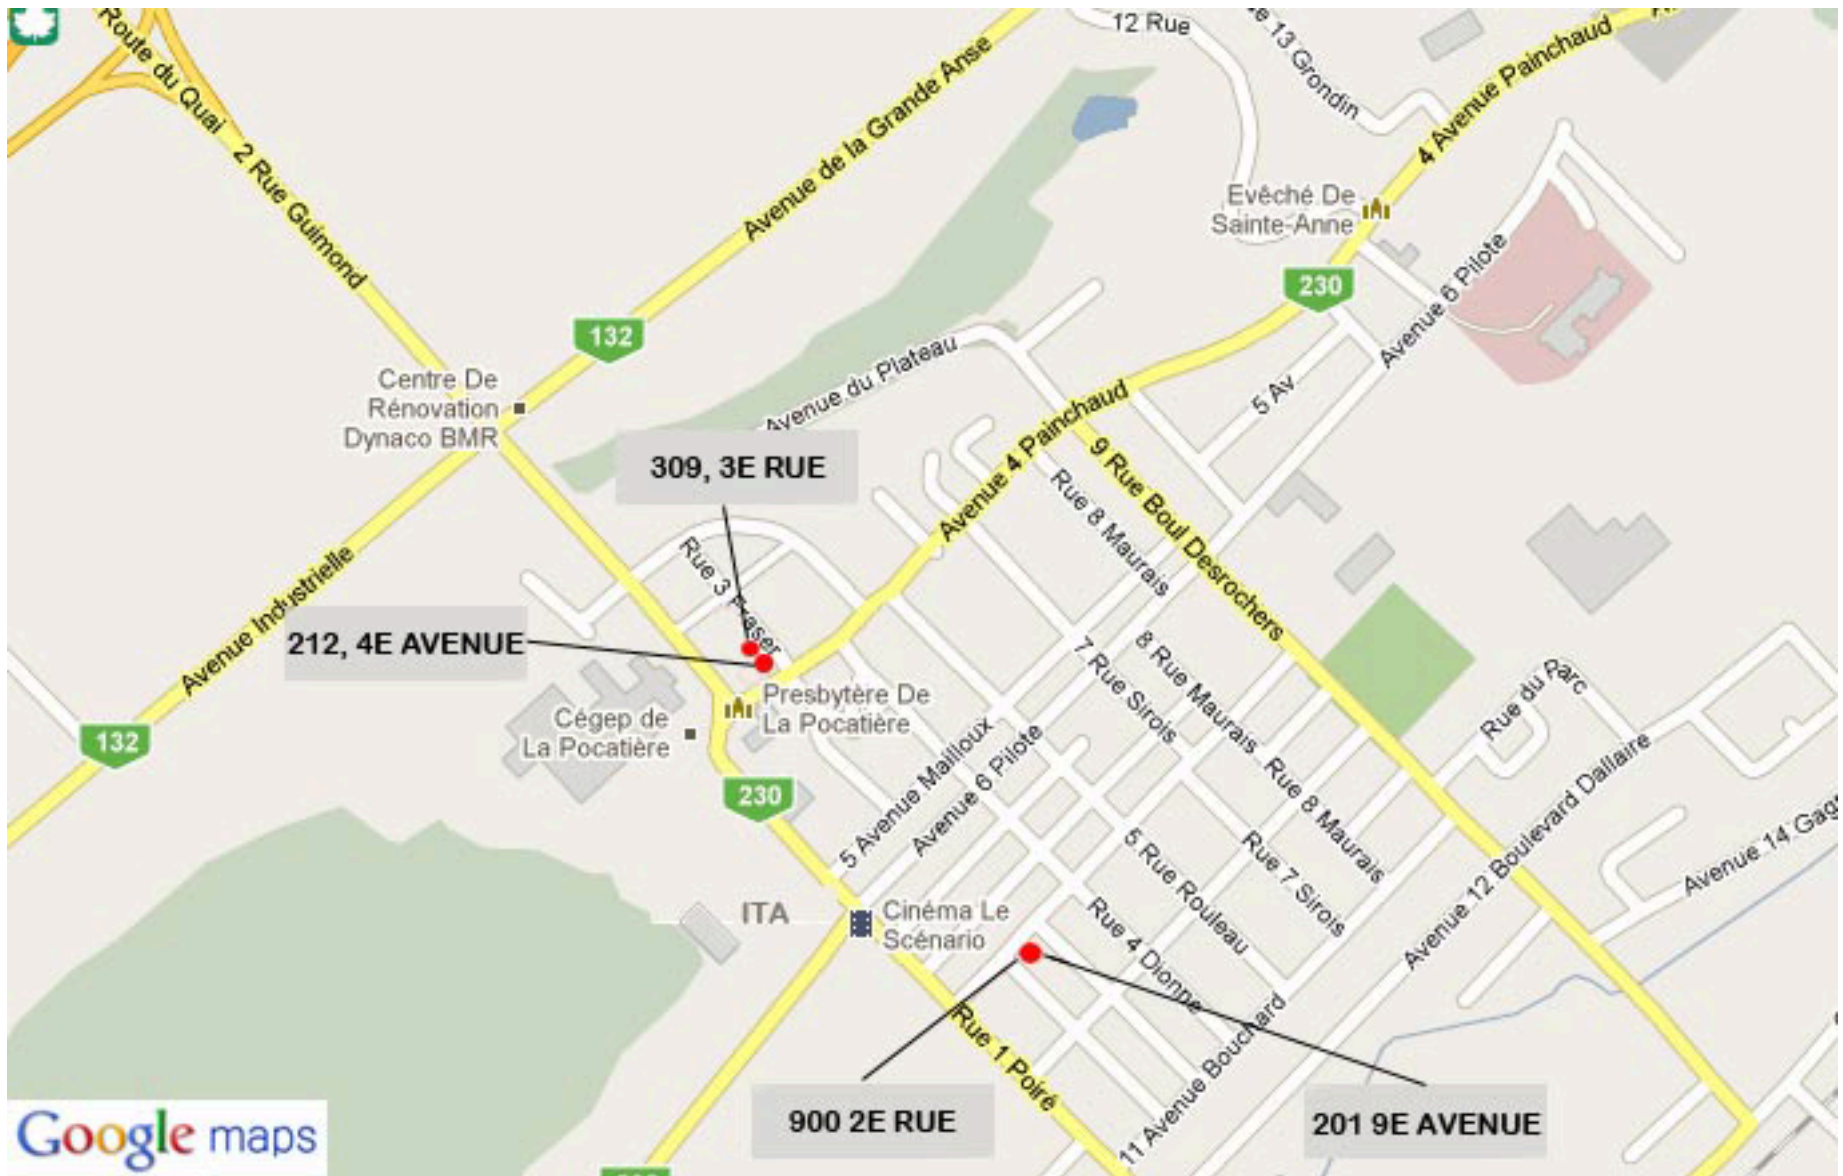 Route du Quai
12 Rue
13 Grondin
4 Avenue Painchaud
2 Rue Guimond
Avenue de la Grande Anse
Evêché De
Sainte-Anne
230
Avenue 6 Pilote
132
Avenue du Plateau
Centre De
Rénovation
Dynaco BMR
5 Av
Avenue 4 Painchaud
309, 3E RUE
9 Rue Boul Desrochers
Rue 8 Maurais
Avenue Industrielle
Rue 3 Fraser
212, 4E AVENUE
7 Rue Sirois
8 Rue Maurais
Rue du Parc
Presbytère De
La Pocatière
Cégep de
La Pocatière
132
5 Avenue Mailloux
Avenue 6 Pilote
230
Rue 8 Maurais
Avenue 12 Boulevard Dallaire
5 Rue Rouleau
Rue 7 Sirois
Avenue 14
ITA
Cinéma Le
Scénario
Rue 4 Dionne
Rue 1 Poiré
11 Avenue Bouchard
900 2E RUE
201 9E AVENUE
Google maps